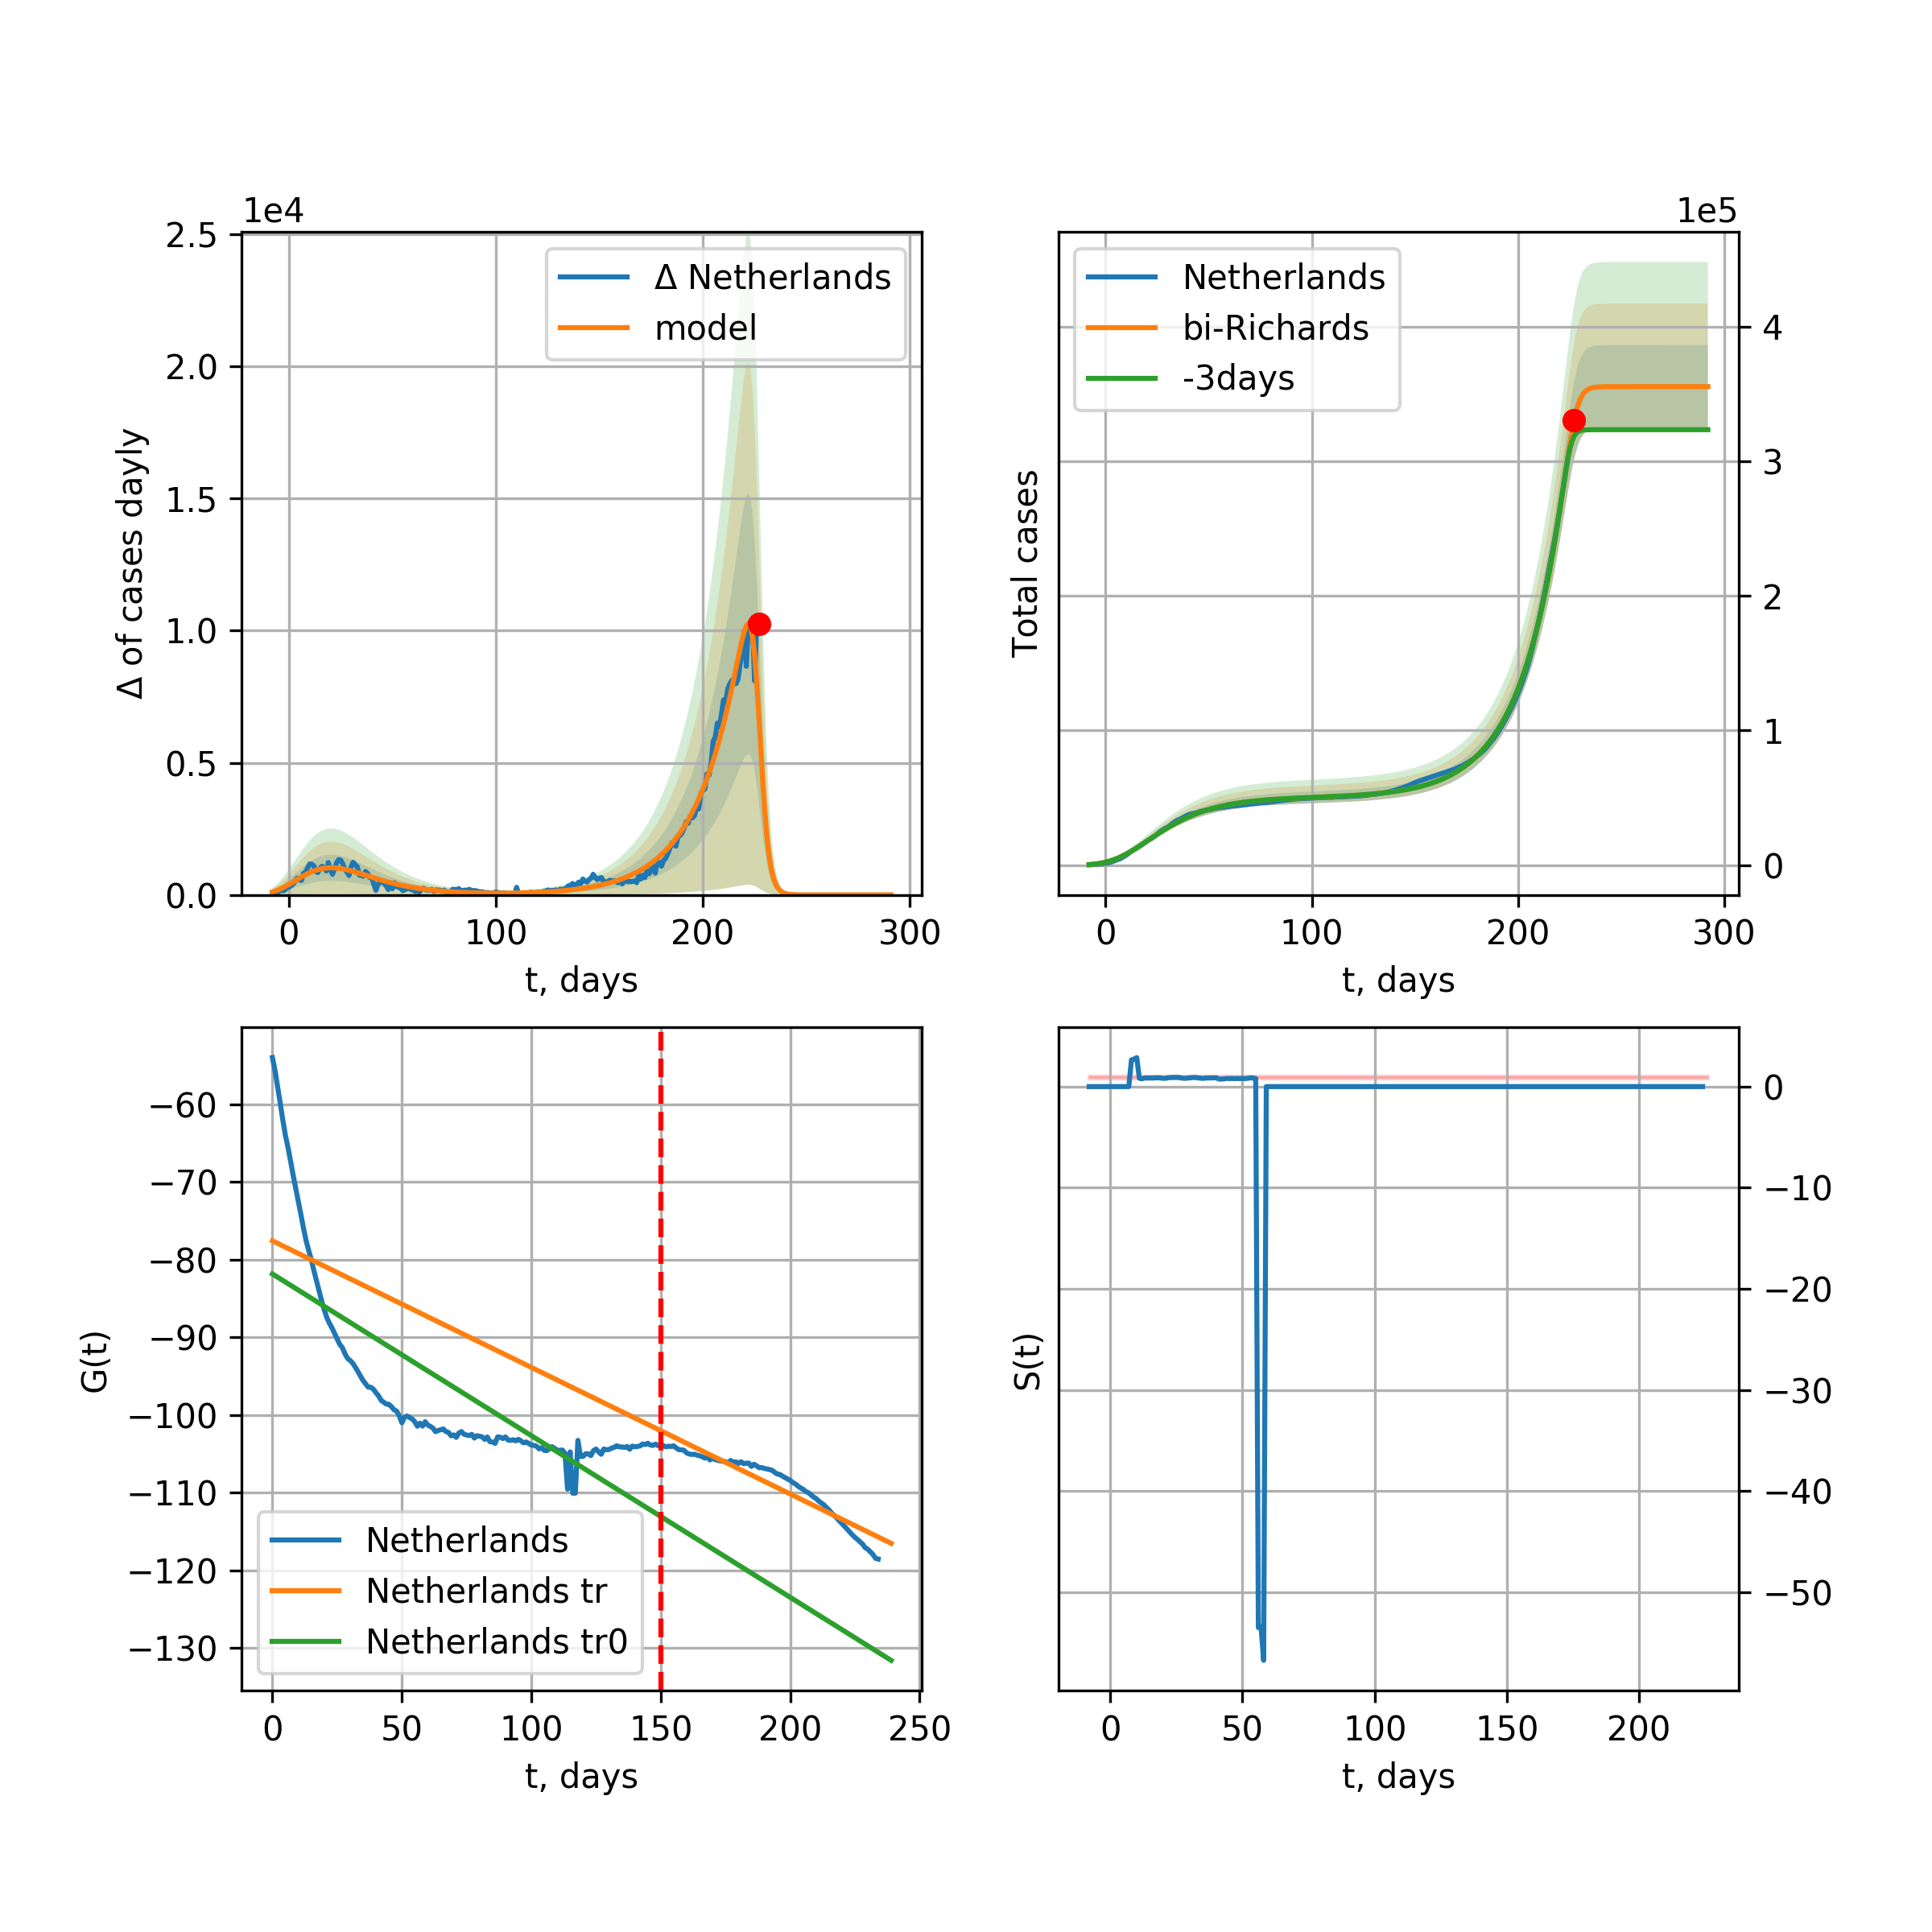 1e4
2.5
2.0
1.5
1.0
0.5
0.0
Δ of cases dayly
Δ Netherlands
model
0 100 200 300
t, days
1e5
Total cases
Netherlands
bi-Richards
-3days
4
3
2
1
0
0 100 200 300
t, days
G(t)
−60
−70
−80
−90
−100
−110
−120
−130
Netherlands
Netherlands tr
Netherlands tr0
0 50 100 150 200 250
t, days
S(t)
0
−10
−20
−30
−40
−50
0 50 100 150 200
t, days